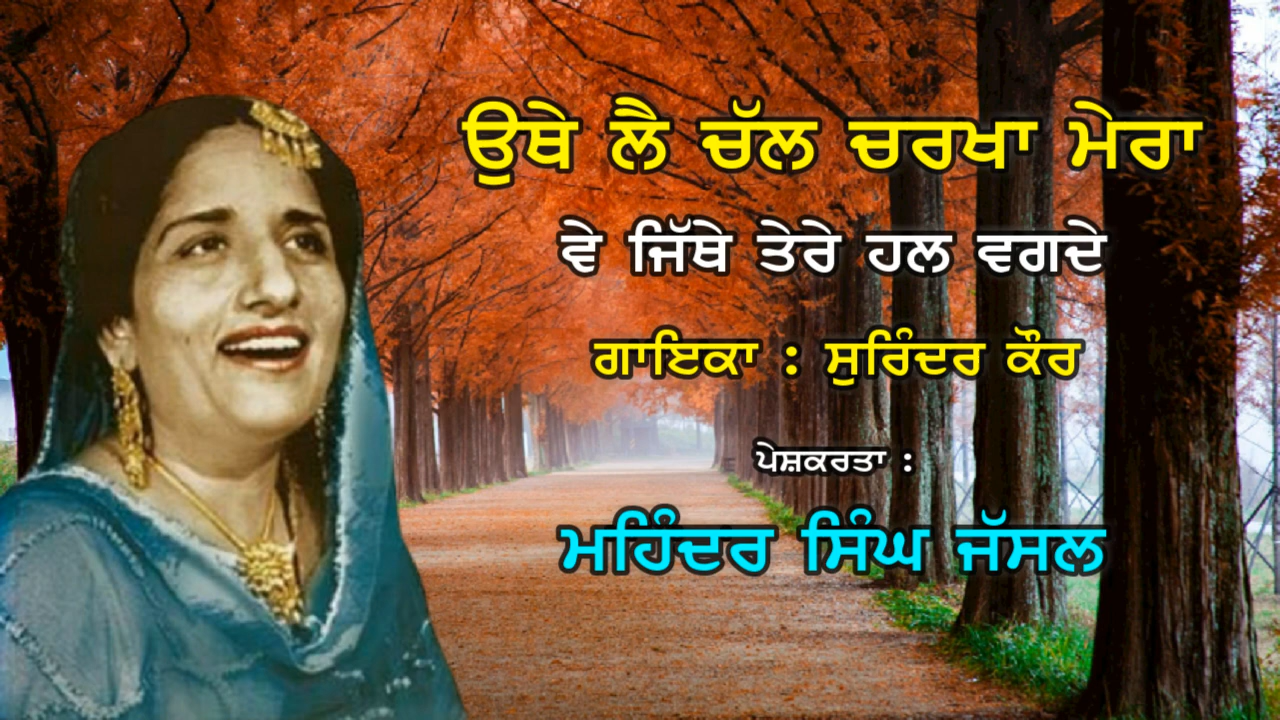 ਉਥੇ ਲੈ ਚੱਲ ਚਰਖਾ ਮੇਰਾ
ਵੇ ਜਿੱਥੇ ਤੇਰੇ ਹਲ ਵਗਦੇ
ਗਾਇਕਾ : ਸੁਰਿੰਦਰ ਕੌਰ
ਪੇਸ਼ਕਰਤਾ :
ਮਹਿੰਦਰ ਸਿੰਘ ਜੱਸਲ